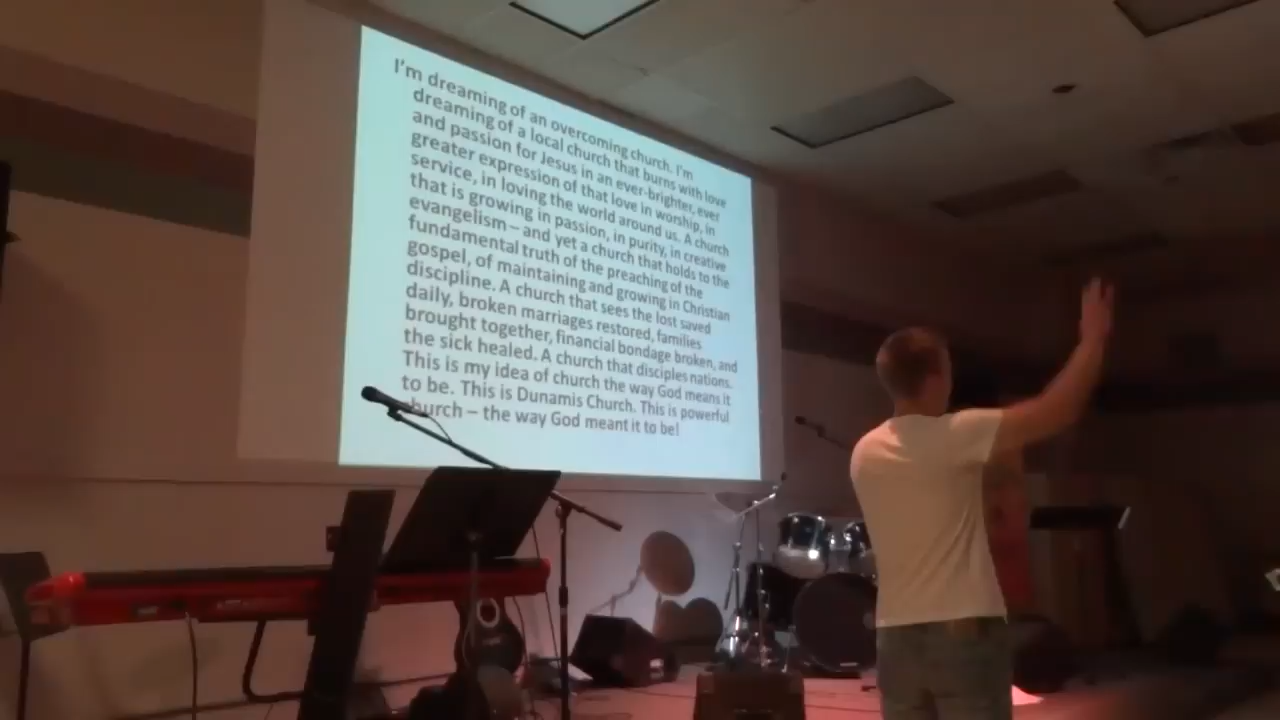 I'm dreaming of an overcoming church. I'm
dreaming of a local church that burns with love
and passion for Jesus in an ever-brighter, ever
greater expression of that love in worship, in
service, in loving the world around us. A church
that is growing in passion, in purity, in creative
evangelism – and yet a church that holds to the
fundamental truth of the preaching of the
gospel, of maintaining and growing in Christian
discipline. A church that sees the lost saved
daily, broken marriages restored, families
brought together, financial bondage broken, and
the sick healed. A church that disciples nations.
This is my idea of church the way God means it
to be. This is Dunamis Church. This is powerful
church – the way God meant it to be!